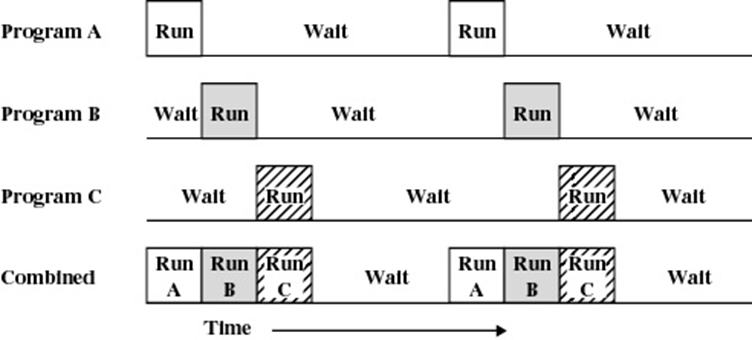 Program A Run Wait Run Wait
Program B Wait Run Wait Run Wait
Program C Wait Run Wait Run Wait
Combined Run A Run B Run C Wait Run A Run B Run C Wait
Time